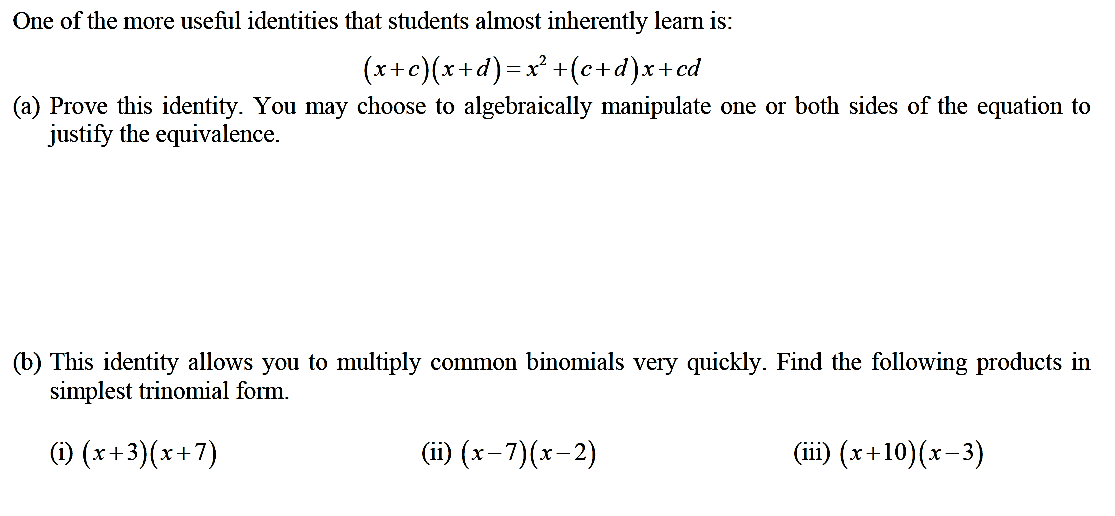 One of the more useful identities that students almost inherently learn is:
(x+c)(x+d)=x²+(c+d)x+cd
(a) Prove this identity. You may choose to algebraically manipulate one or both sides of the equation to
justify the equivalence.
(b) This identity allows you to multiply common binomials very quickly. Find the following products in
simplest trinomial form.
(i) (x+3)(x+7) (ii) (x−7)(x−2) (iii) (x+10)(x−3)